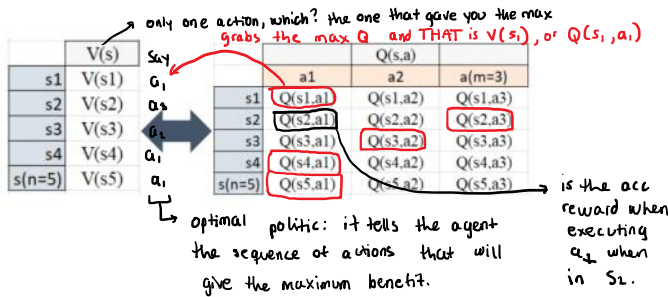 only one action, which? the one that gave you the max
grabs the max Q and THAT is V(s₁), or Q(s₁,a₁)
V(s) say
s1 V(s1) a₁
s2 V(s2) a₃
s3 V(s3) a₂
s4 V(s4) a₁
s(n=5) V(s5) a₁
Q(s,a)
a1 a2 a(m=3)
s1 Q(s1,a1) Q(s1,a2) Q(s1,a3)
s2 Q(s2,a1) Q(s2,a2) Q(s2,a3)
s3 Q(s3,a1) Q(s3,a2) Q(s3,a3)
s4 Q(s4,a1) Q(s4,a2) Q(s4,a3)
s(n=5) Q(s5,a1) Q(s5,a2) Q(s5,a3)
optimal politic: it tells the agent
the sequence of actions that will
give the maximum benefit.
is the acc
reward when
executing
a₁ when
in S₂.